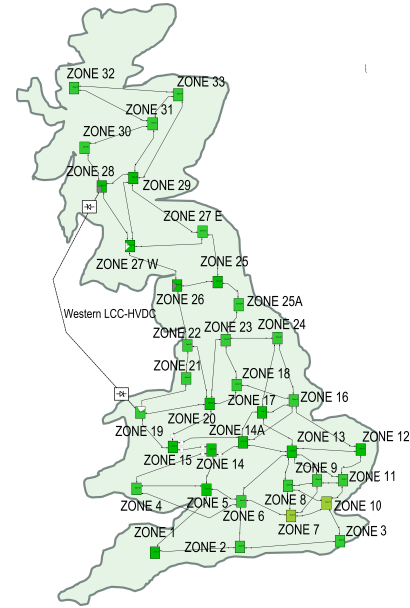 ZONE 32
ZONE 33
ZONE 31
ZONE 30
ZONE 28
ZONE 29
ZONE 27 E
ZONE 27 W
ZONE 25
ZONE 26
ZONE 25A
Western LCC-HVDC
ZONE 22
ZONE 23
ZONE 24
ZONE 21
ZONE 18
ZONE 17
ZONE 16
ZONE 20
ZONE 19
ZONE 14A
ZONE 13
ZONE 12
ZONE 15
ZONE 14
ZONE 9
ZONE 11
ZONE 4
ZONE 5
ZONE 8
ZONE 10
ZONE 6
ZONE 7
ZONE 1
ZONE 2
ZONE 3